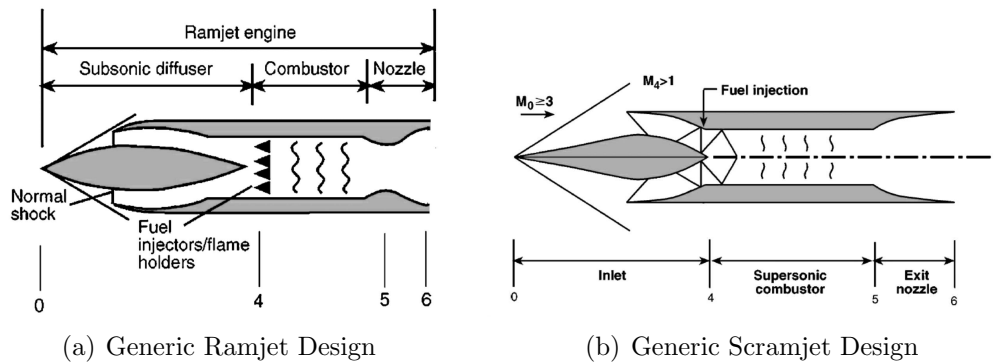 Ramjet engine
Subsonic diffuser
Combustor
Nozzle
Normal
shock
Fuel
injectors/flame
holders
0
4
5
6
(a) Generic Ramjet Design
M₀≥3
M₄>1
Fuel injection
Inlet
Supersonic
combustor
Exit
nozzle
0
4
5
6
(b) Generic Scramjet Design